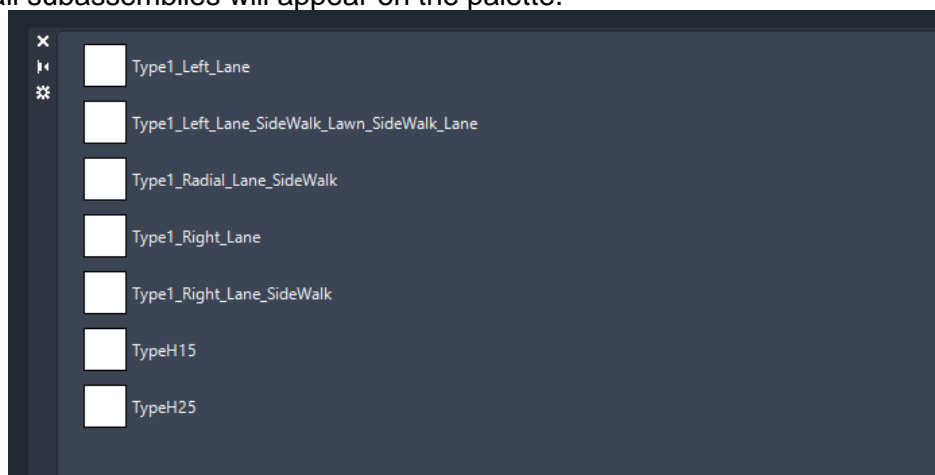 all subassemblies will appear on the palette.
Type1_Left_Lane
Type1_Left_Lane_SideWalk_Lawn_SideWalk_Lane
Type1_Radial_Lane_SideWalk
Type1_Right_Lane
Type1_Right_Lane_SideWalk
TypeH15
TypeH25